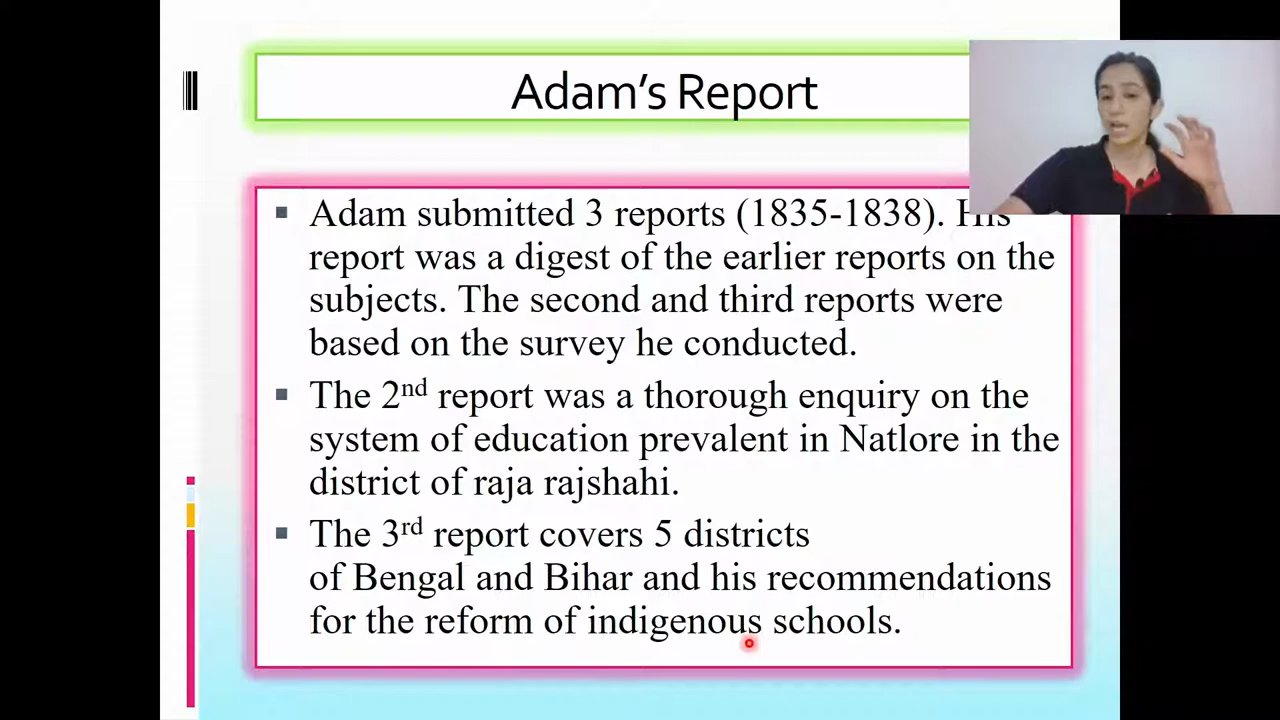 Adam's Report
▪ Adam submitted 3 reports (1835-1838). His
report was a digest of the earlier reports on the
subjects. The second and third reports were
based on the survey he conducted.
▪ The 2nd report was a thorough enquiry on the
system of education prevalent in Natlore in the
district of raja rajshahi.
▪ The 3rd report covers 5 districts
of Bengal and Bihar and his recommendations
for the reform of indigenous schools.